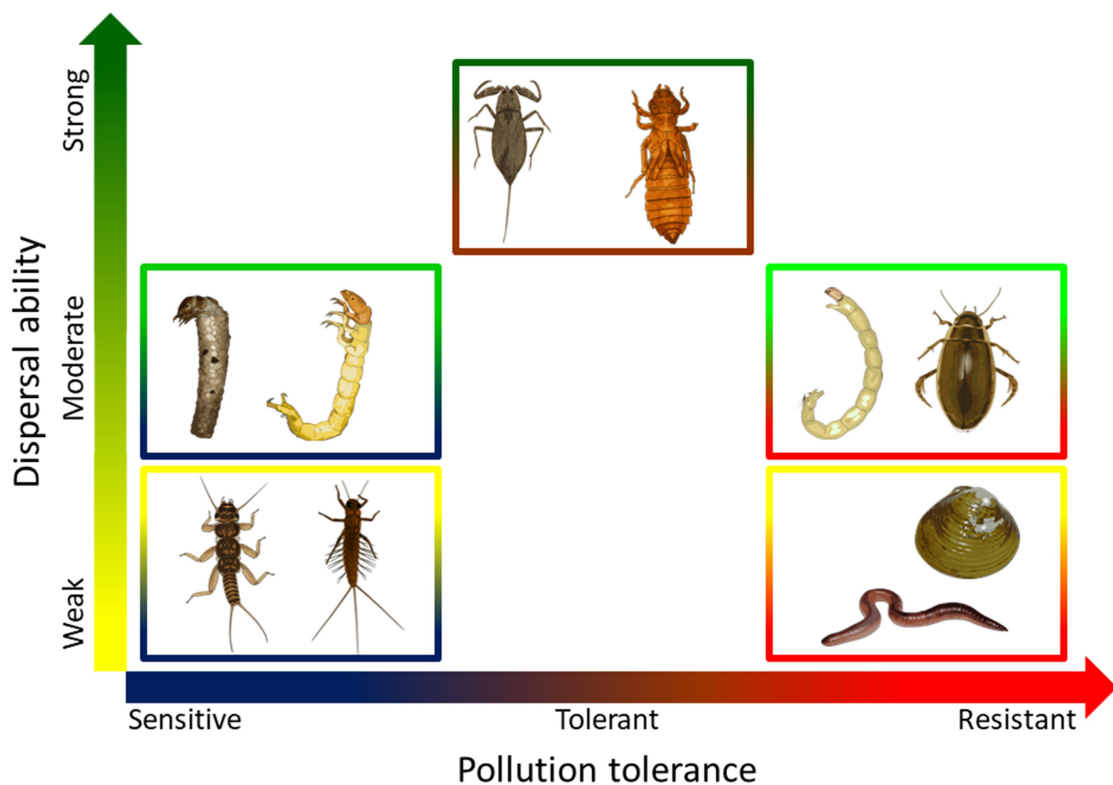 Strong
Moderate
Weak
Dispersal ability
Sensitive
Tolerant
Resistant
Pollution tolerance